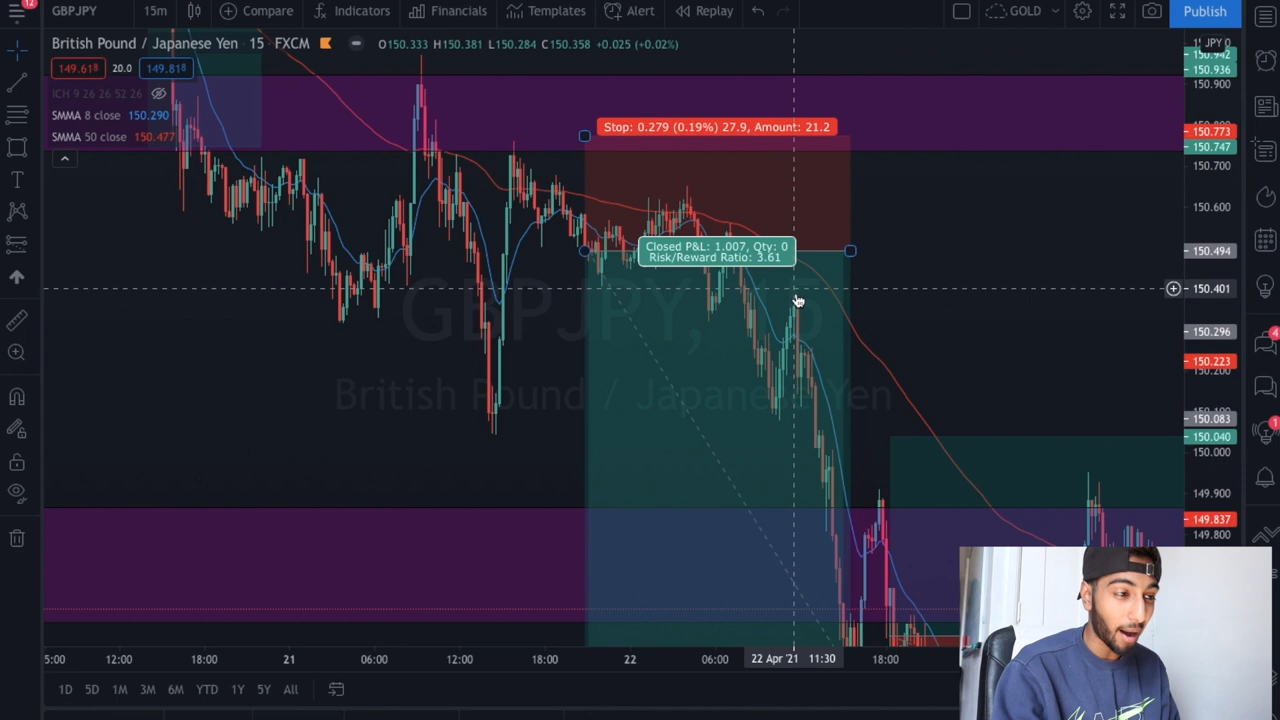 12
GBPJPY 15m Compare Indicators Financials Templates Alert Replay GOLD Publish
British Pound / Japanese Yen · 15 · FXCM O150.333 H150.381 L150.284 C150.358 +0.025 (+0.02%)
JPY
149.618 20.0 149.818
ICH 9 26 26 52 26
SMMA 8 close 150.290
SMMA 50 close 150.477
Stop: 0.279 (0.19%) 27.9, Amount: 21.2
Closed P&L: 1.007, Qty: 0
Risk/Reward Ratio: 3.61
GBPJPY, 15
British Pound / Japanese Yen
150.942
150.936
150.900
150.773
150.747
150.700
150.600
150.494
150.401
150.296
150.223
150.200
150.083
150.040
150.000
149.900
149.837
149.800
4
1
5:00 12:00 18:00 21 06:00 12:00 18:00 22 06:00 22 Apr '21 11:30 18:00
1D 5D 1M 3M 6M YTD 1Y 5Y All